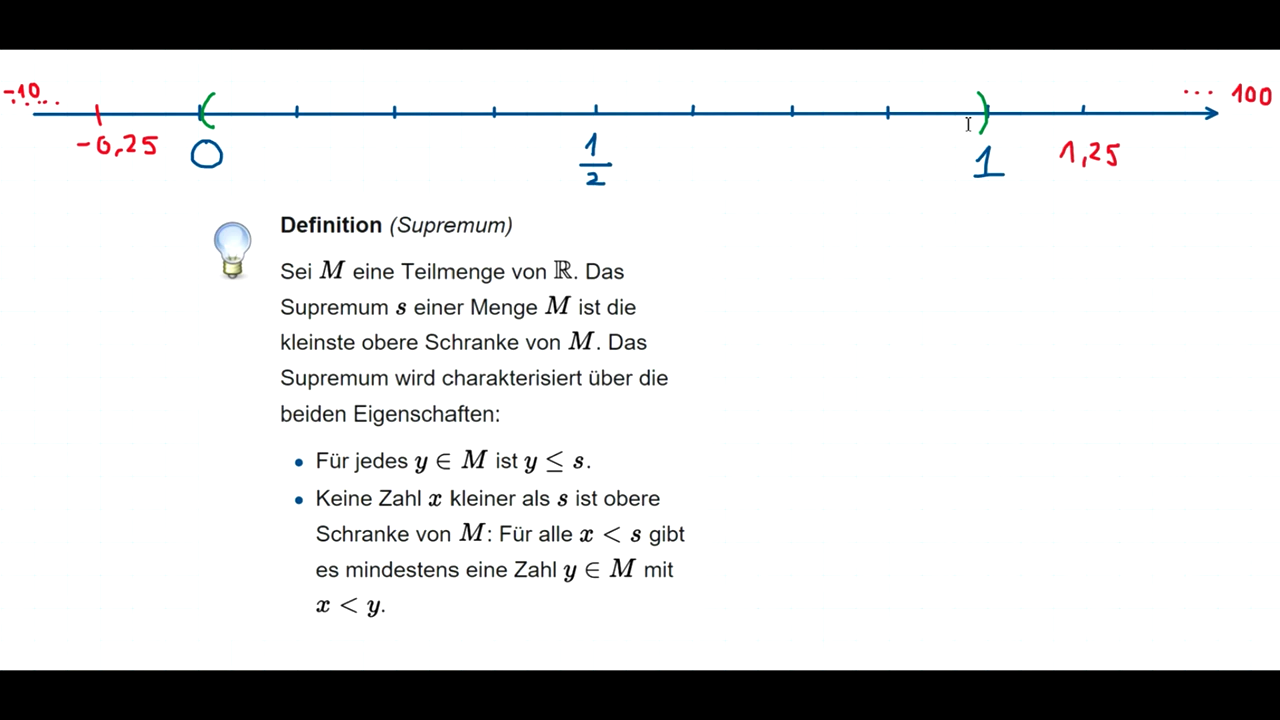 -10 ..... ... 100
-0,25 0 1/2 1 1,25
Definition (Supremum)
Sei M eine Teilmenge von ℝ. Das
Supremum s einer Menge M ist die
kleinste obere Schranke von M. Das
Supremum wird charakterisiert über die
beiden Eigenschaften:
• Für jedes y ∈ M ist y ≤ s.
• Keine Zahl x kleiner als s ist obere
Schranke von M: Für alle x < s gibt
es mindestens eine Zahl y ∈ M mit
x < y.